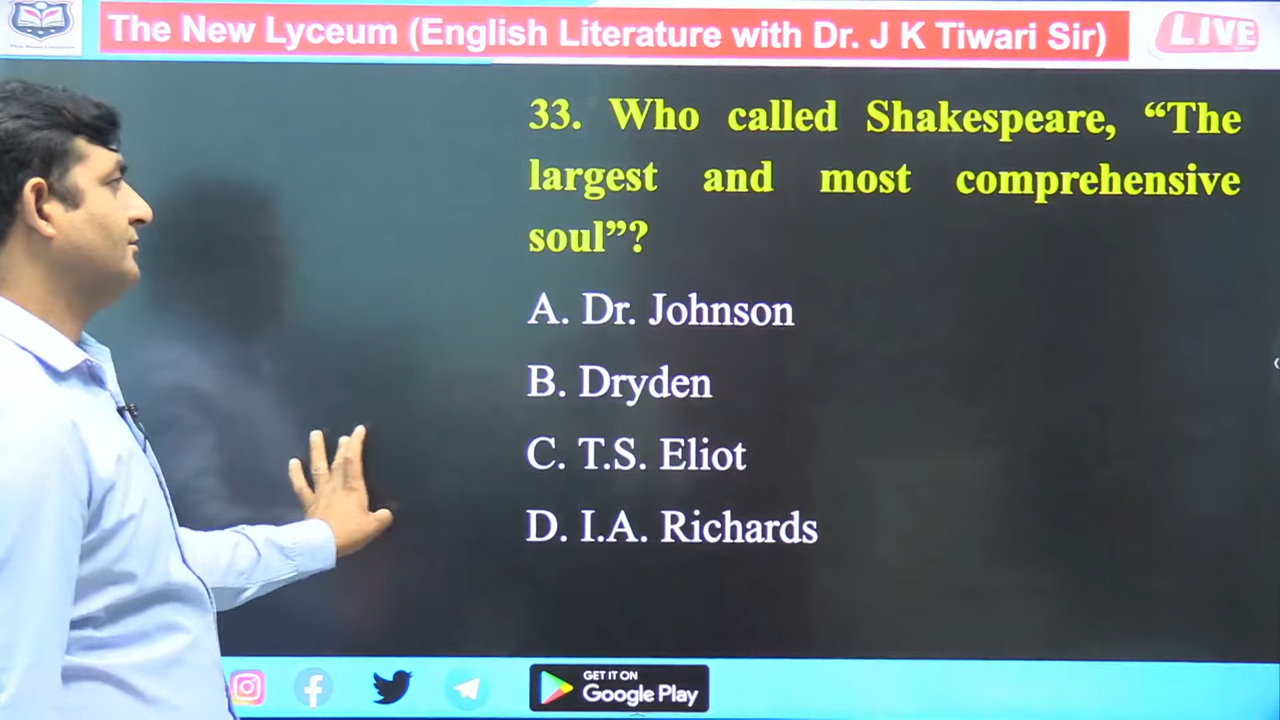 The New Lyceum (English Literature with Dr. J K Tiwari Sir)
LIVE
33. Who called Shakespeare, “The
largest and most comprehensive
soul”?
A. Dr. Johnson
B. Dryden
C. T.S. Eliot
D. I.A. Richards
GET IT ON
Google Play